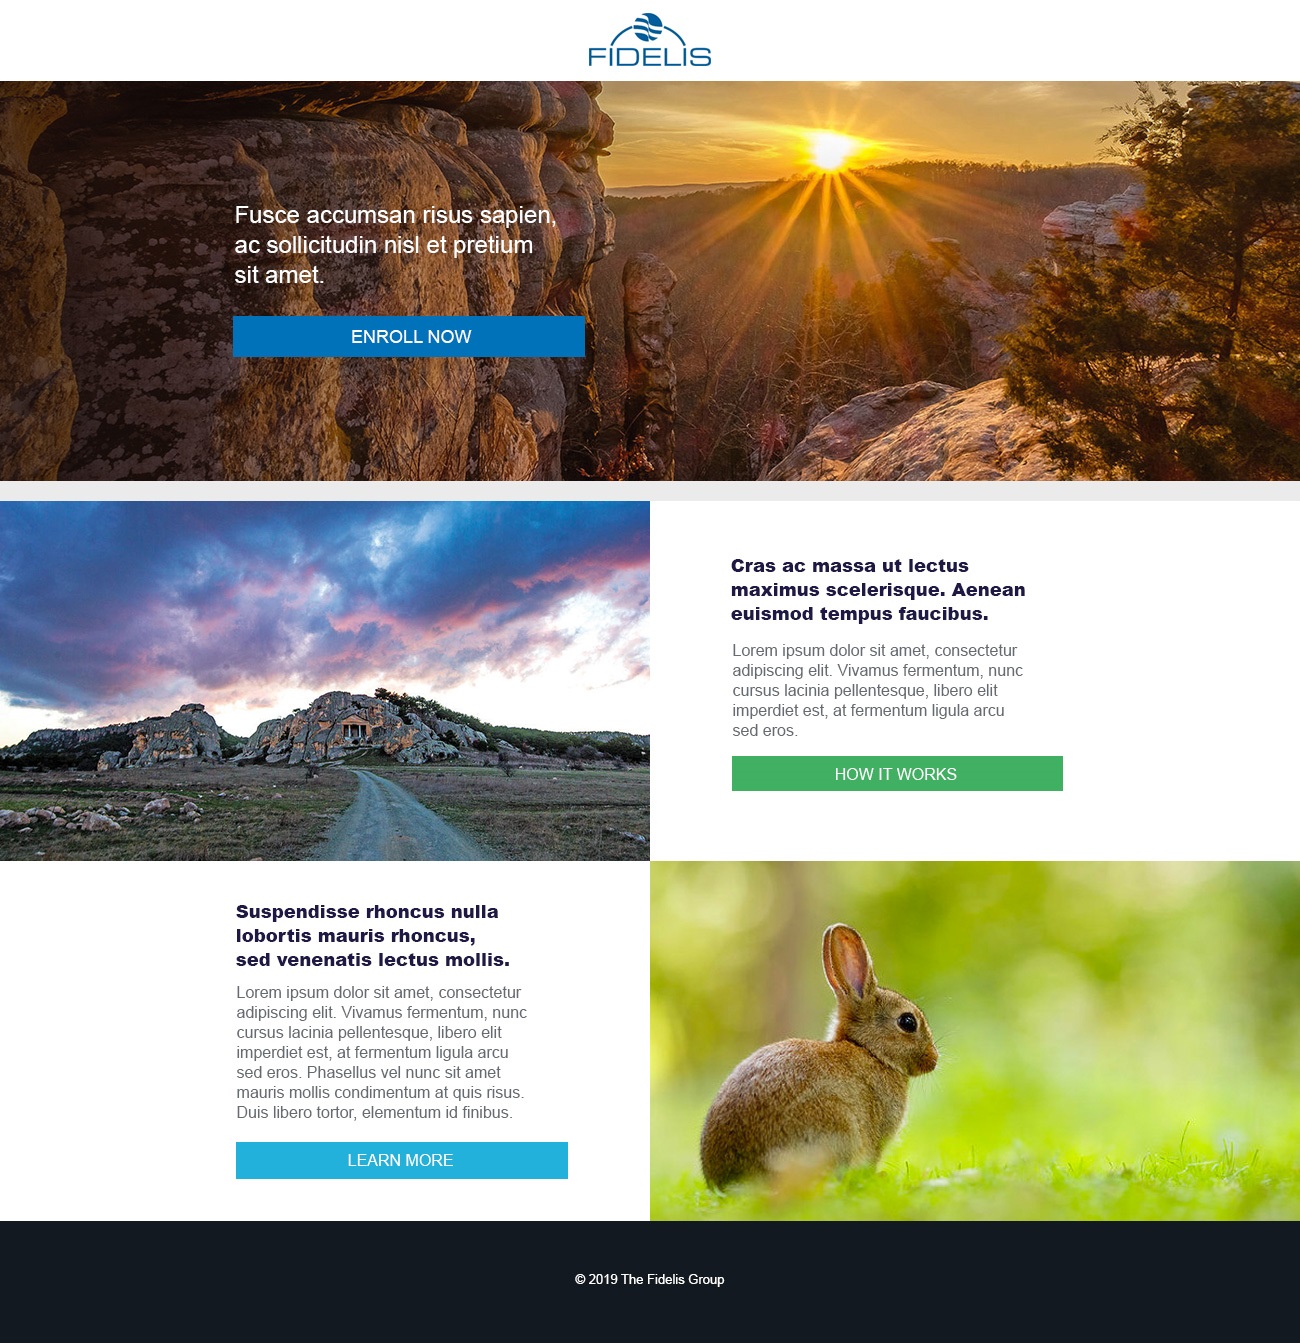 FIDELIS
Fusce accumsan risus sapien,
ac sollicitudin nisl et pretium
sit amet.
ENROLL NOW
Cras ac massa ut lectus
maximus scelerisque. Aenean
euismod tempus faucibus.
Lorem ipsum dolor sit amet, consectetur
adipiscing elit. Vivamus fermentum, nunc
cursus lacinia pellentesque, libero elit
imperdiet est, at fermentum ligula arcu
sed eros.
HOW IT WORKS
Suspendisse rhoncus nulla
lobortis mauris rhoncus,
sed venenatis lectus mollis.
Lorem ipsum dolor sit amet, consectetur
adipiscing elit. Vivamus fermentum, nunc
cursus lacinia pellentesque, libero elit
imperdiet est, at fermentum ligula arcu
sed eros. Phasellus vel nunc sit amet
mauris mollis condimentum at quis risus.
Duis libero tortor, elementum id finibus.
LEARN MORE
© 2019 The Fidelis Group